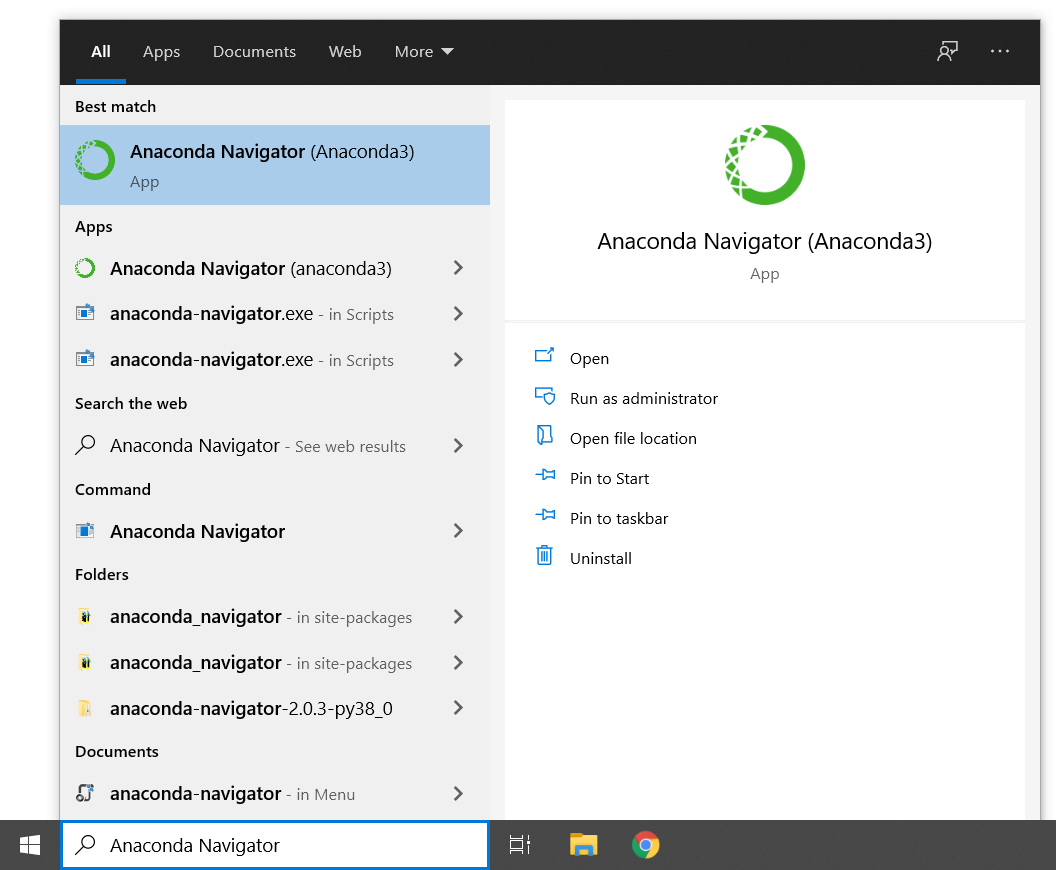 All Apps Documents Web More
Best match
Anaconda Navigator (Anaconda3)
App
Apps
Anaconda Navigator (anaconda3)
anaconda-navigator.exe - in Scripts
anaconda-navigator.exe - in Scripts
Search the web
Anaconda Navigator - See web results
Command
Anaconda Navigator
Folders
anaconda_navigator - in site-packages
anaconda_navigator - in site-packages
anaconda-navigator-2.0.3-py38_0
Documents
anaconda-navigator - in Menu
Anaconda Navigator (Anaconda3)
App
Open
Run as administrator
Open file location
Pin to Start
Pin to taskbar
Uninstall
Anaconda Navigator